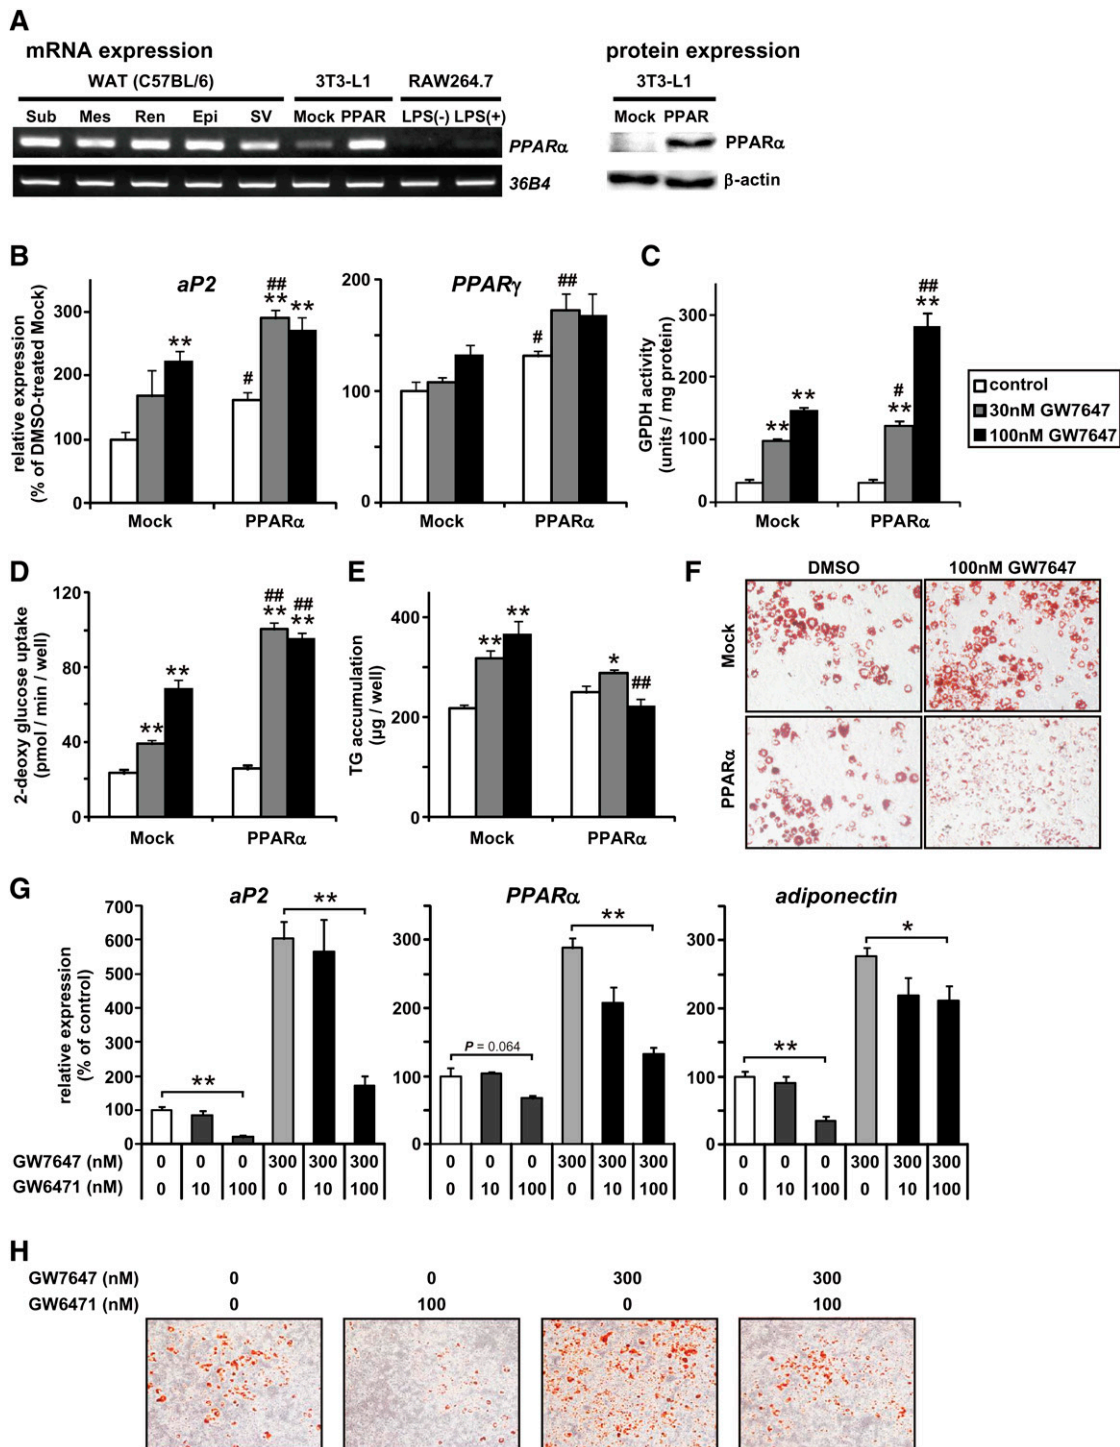 A
mRNA expression
protein expression
WAT (C57BL/6) 3T3-L1 RAW264.7
Sub Mes Ren Epi SV Mock PPAR LPS(-) LPS(+)
PPARα
36B4
3T3-L1
Mock PPAR
PPARα
β-actin
B
aP2
relative expression
(% of DMSO-treated Mock)
300
200
100
0
##
**
**
**
#
Mock PPARα
PPARγ
200
100
0
##
#
Mock PPARα
C
GPDH activity
(units / mg protein)
300
200
100
0
##
**
#
**
**
**
Mock PPARα
control
30nM GW7647
100nM GW7647
D
2-deoxy glucose uptake
(pmol / min / well)
120
80
60
40
0
##
**
##
**
**
**
Mock PPARα
E
TG accumulation
(µg / well)
400
200
0
**
**
*
##
Mock PPARα
F
DMSO 100nM GW7647
Mock
PPARα
G
aP2
relative expression
(% of control)
700
600
500
400
300
200
100
0
**
**
PPARα
300
200
100
0
**
P = 0.064
adiponectin
300
200
100
0
*
**
GW7647 (nM) 0 0 0 300 300 300 0 0 0 300 300 300 0 0 0 300 300 300
GW6471 (nM) 0 10 100 0 10 100 0 10 100 0 10 100 0 10 100 0 10 100
H
GW7647 (nM) 0 0 300 300
GW6471 (nM) 0 100 0 100